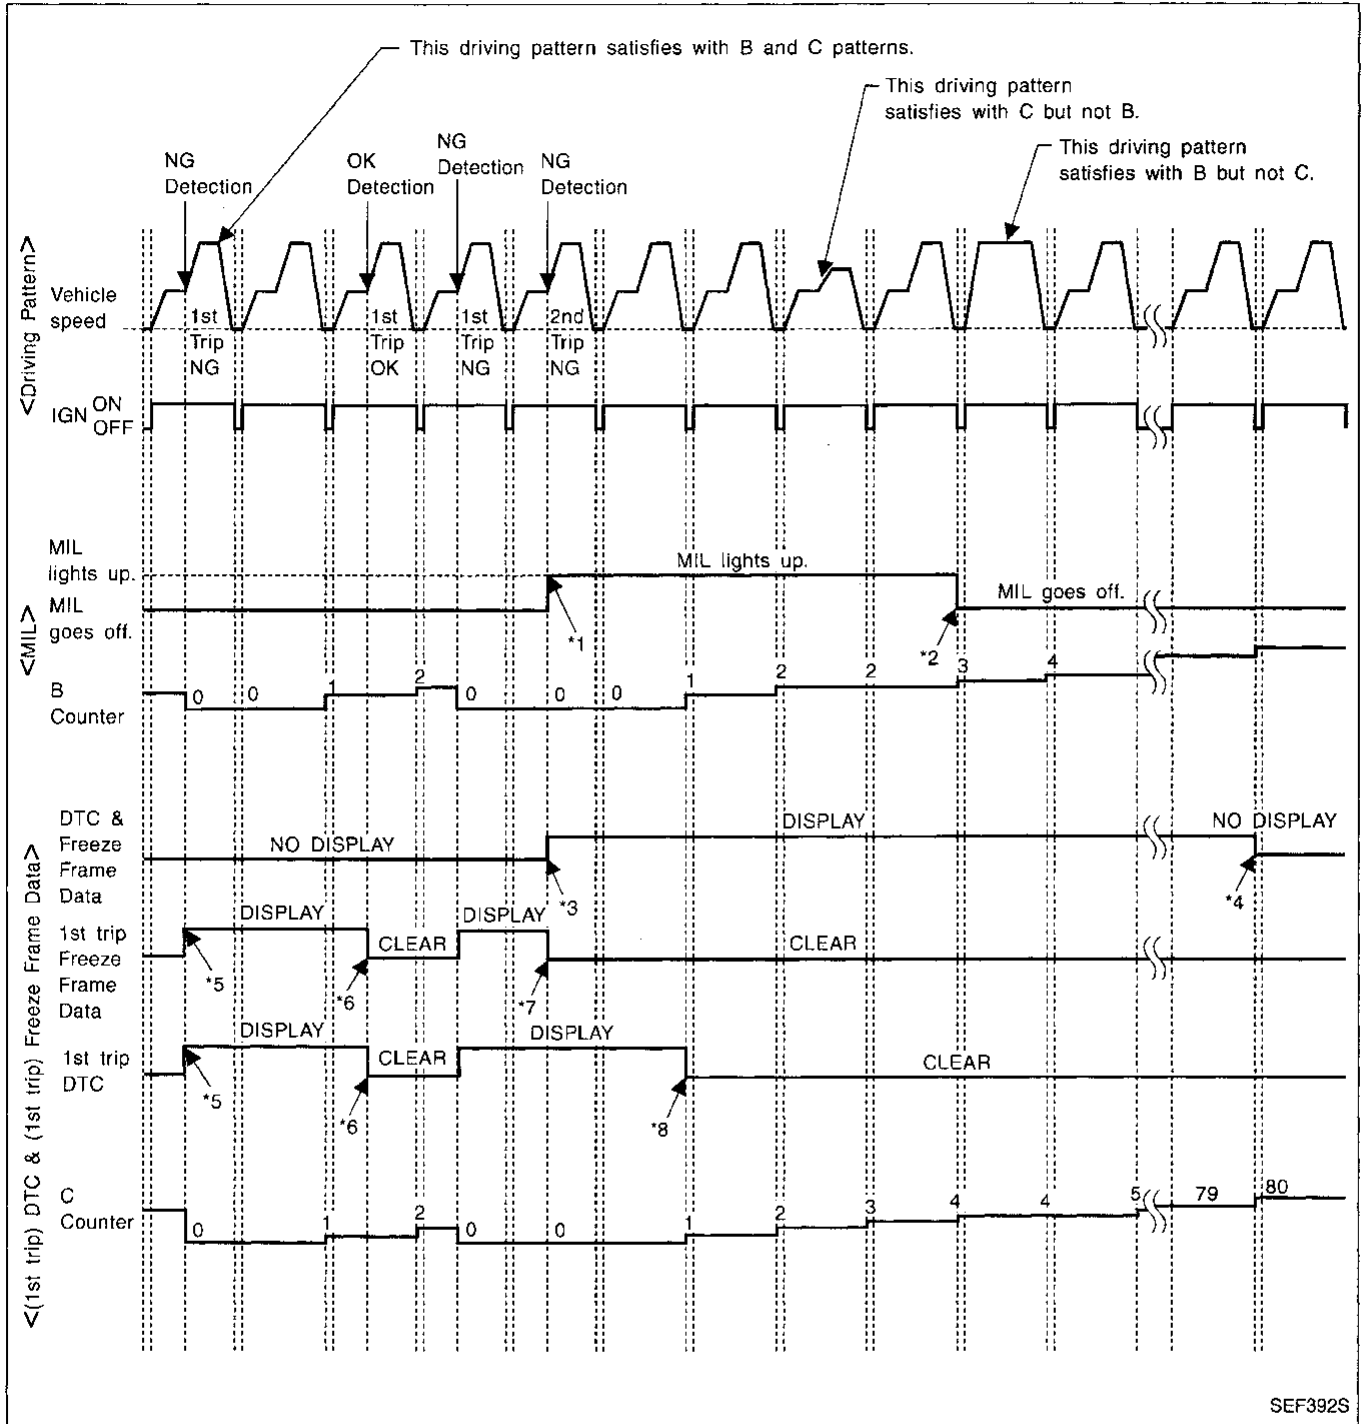 This driving pattern satisfies with B and C patterns.
This driving pattern
satisfies with C but not B.
This driving pattern
satisfies with B but not C.
NG
Detection
OK
Detection
NG
Detection
NG
Detection
<Driving Pattern>
Vehicle
speed
1st
Trip
NG
1st
Trip
OK
1st
Trip
NG
2nd
Trip
NG
IGN ON
OFF
<MIL>
MIL
lights up.
MIL lights up.
MIL
goes off.
MIL goes off.
*1
*2
B
Counter
0 0 1 2 0 0 0 1 2 2 3 4
<(1st trip) DTC & (1st trip) Freeze Frame Data>
DTC &
Freeze
Frame
Data
NO DISPLAY
DISPLAY
NO DISPLAY
*3
*4
1st trip
Freeze
Frame
Data
DISPLAY
CLEAR
DISPLAY
CLEAR
*5
*6
*7
1st trip
DTC
DISPLAY
CLEAR
DISPLAY
CLEAR
*5
*6
*8
C
Counter
0 1 2 0 0 1 2 3 4 4 5 79 80
SEF392S